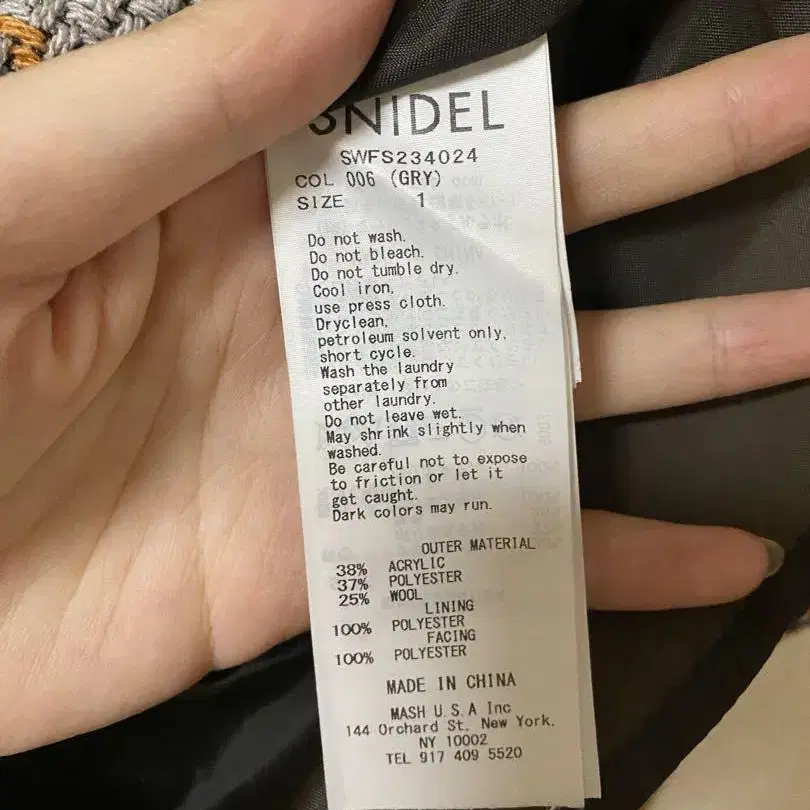 SNIDEL
SWFS234024
COL 006 (GRY)
SIZE 1
Do not wash.
Do not bleach.
Do not tumble dry.
Cool iron,
use press cloth.
Dryclean,
petroleum solvent only,
short cycle.
Wash the laundry
separately from
other laundry.
Do not leave wet.
May shrink slightly when
washed.
Be careful not to expose
to friction or let it
get caught.
Dark colors may run.
OUTER MATERIAL
38% ACRYLIC
37% POLYESTER
25% WOOL
LINING
100% POLYESTER
FACING
100% POLYESTER
MADE IN CHINA
MASH U.S.A Inc
144 Orchard St, New York.
NY 10002
TEL 917 409 5520